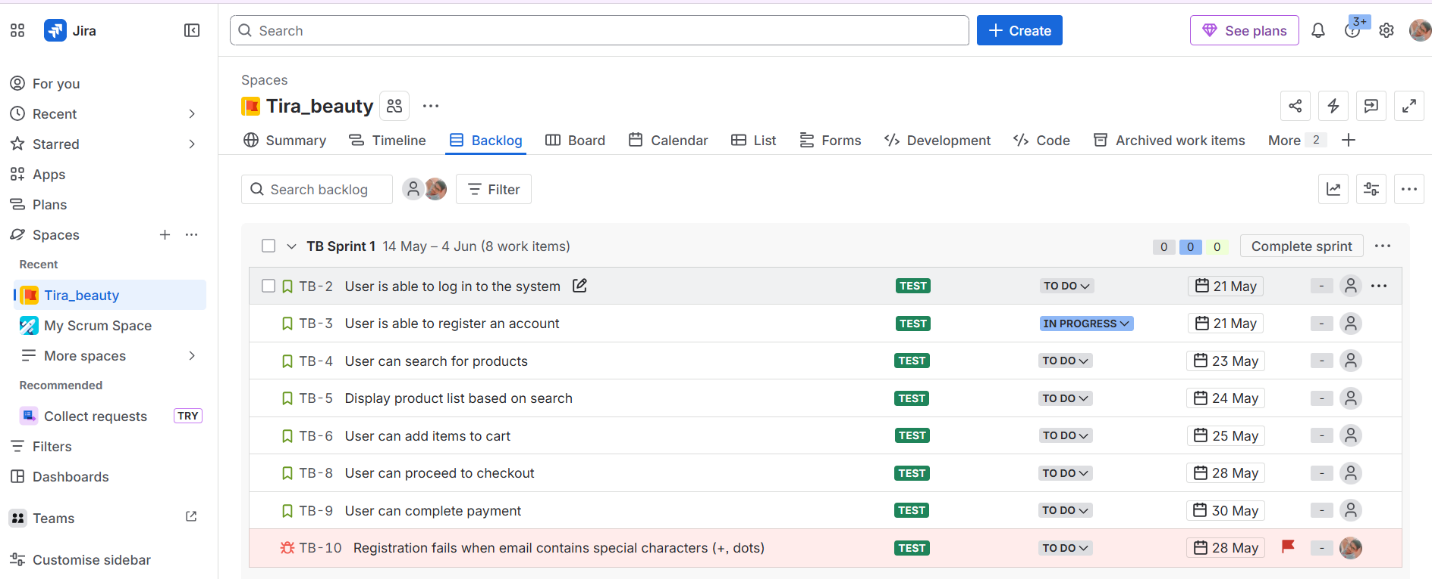 Jira
Search
Create
See plans
3+
For you
Recent
Starred
Apps
Plans
Spaces
Recent
Tira_beauty
My Scrum Space
More spaces
Recommended
Collect requests TRY
Filters
Dashboards
Teams
Customise sidebar
Spaces
Tira_beauty
Summary Timeline Backlog Board Calendar List Forms Development Code Archived work items More 2
Search backlog Filter
TB Sprint 1 14 May – 4 Jun (8 work items) 0 0 0 Complete sprint
TB-2 User is able to log in to the system TEST TO DO 21 May -
TB-3 User is able to register an account TEST IN PROGRESS 21 May -
TB-4 User can search for products TEST TO DO 23 May -
TB-5 Display product list based on search TEST TO DO 24 May -
TB-6 User can add items to cart TEST TO DO 25 May -
TB-8 User can proceed to checkout TEST TO DO 28 May -
TB-9 User can complete payment TEST TO DO 30 May -
TB-10 Registration fails when email contains special characters (+, dots) TEST TO DO 28 May -